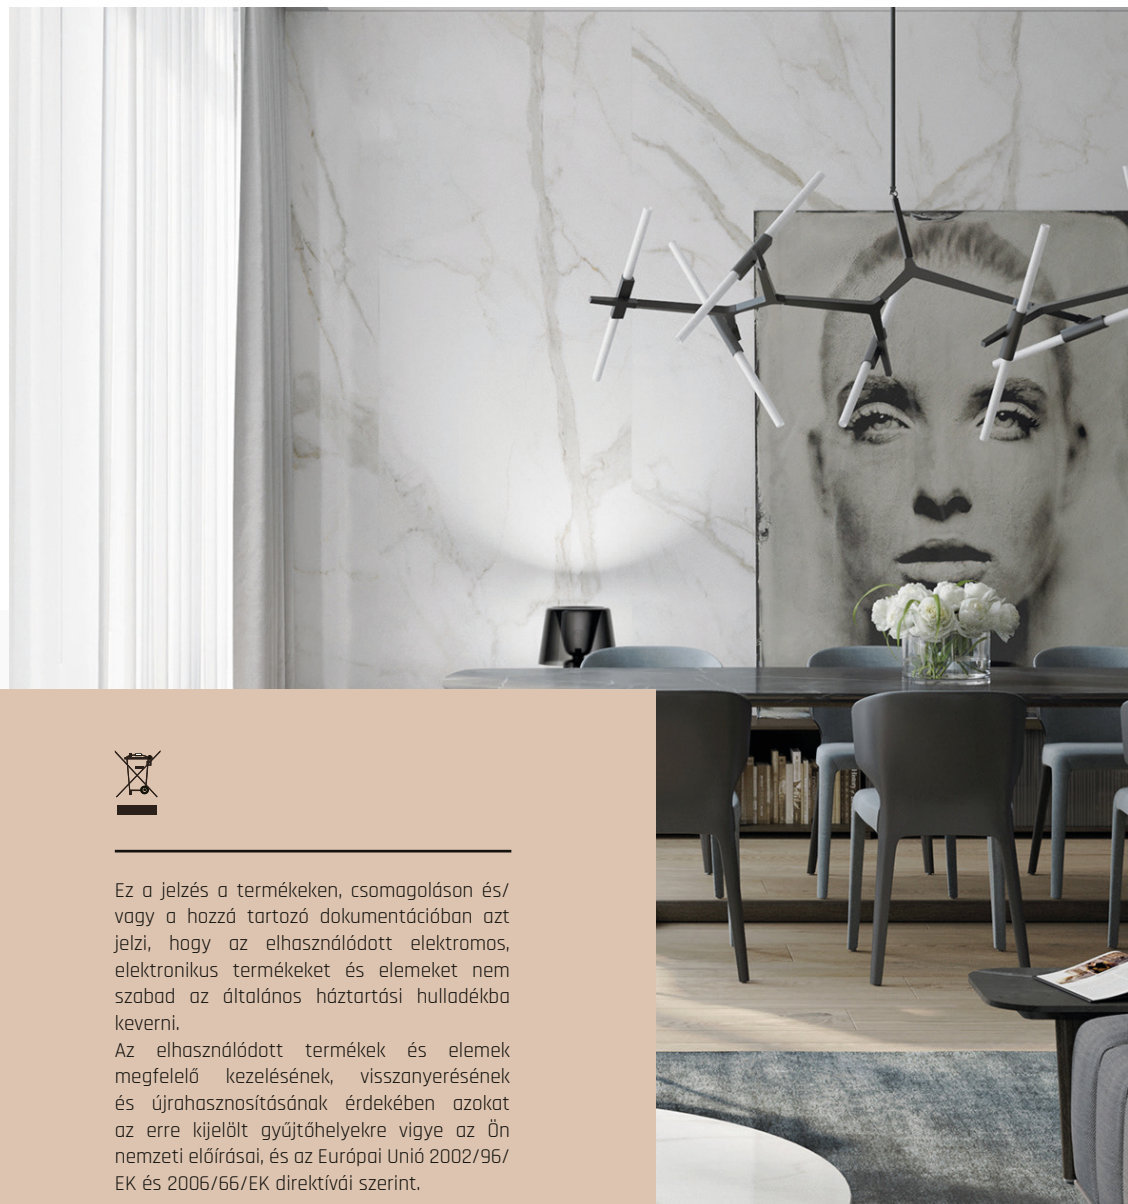 Ez a jelzés a termékeken, csomagoláson és/
vagy a hozzá tartozó dokumentációban azt
jelzi, hogy az elhasználódott elektromos,
elektronikus termékeket és elemeket nem
szabad az általános háztartási hulladékba
keverni.
Az elhasználódott termékek és elemek
megfelelő kezelésének, visszanyerésének
és újrahasznosításának érdekében azokat
az erre kijelölt gyűjtőhelyekre vigye az Ön
nemzeti előírásai, és az Európai Unió 2002/96/
EK és 2006/66/EK direktívái szerint.